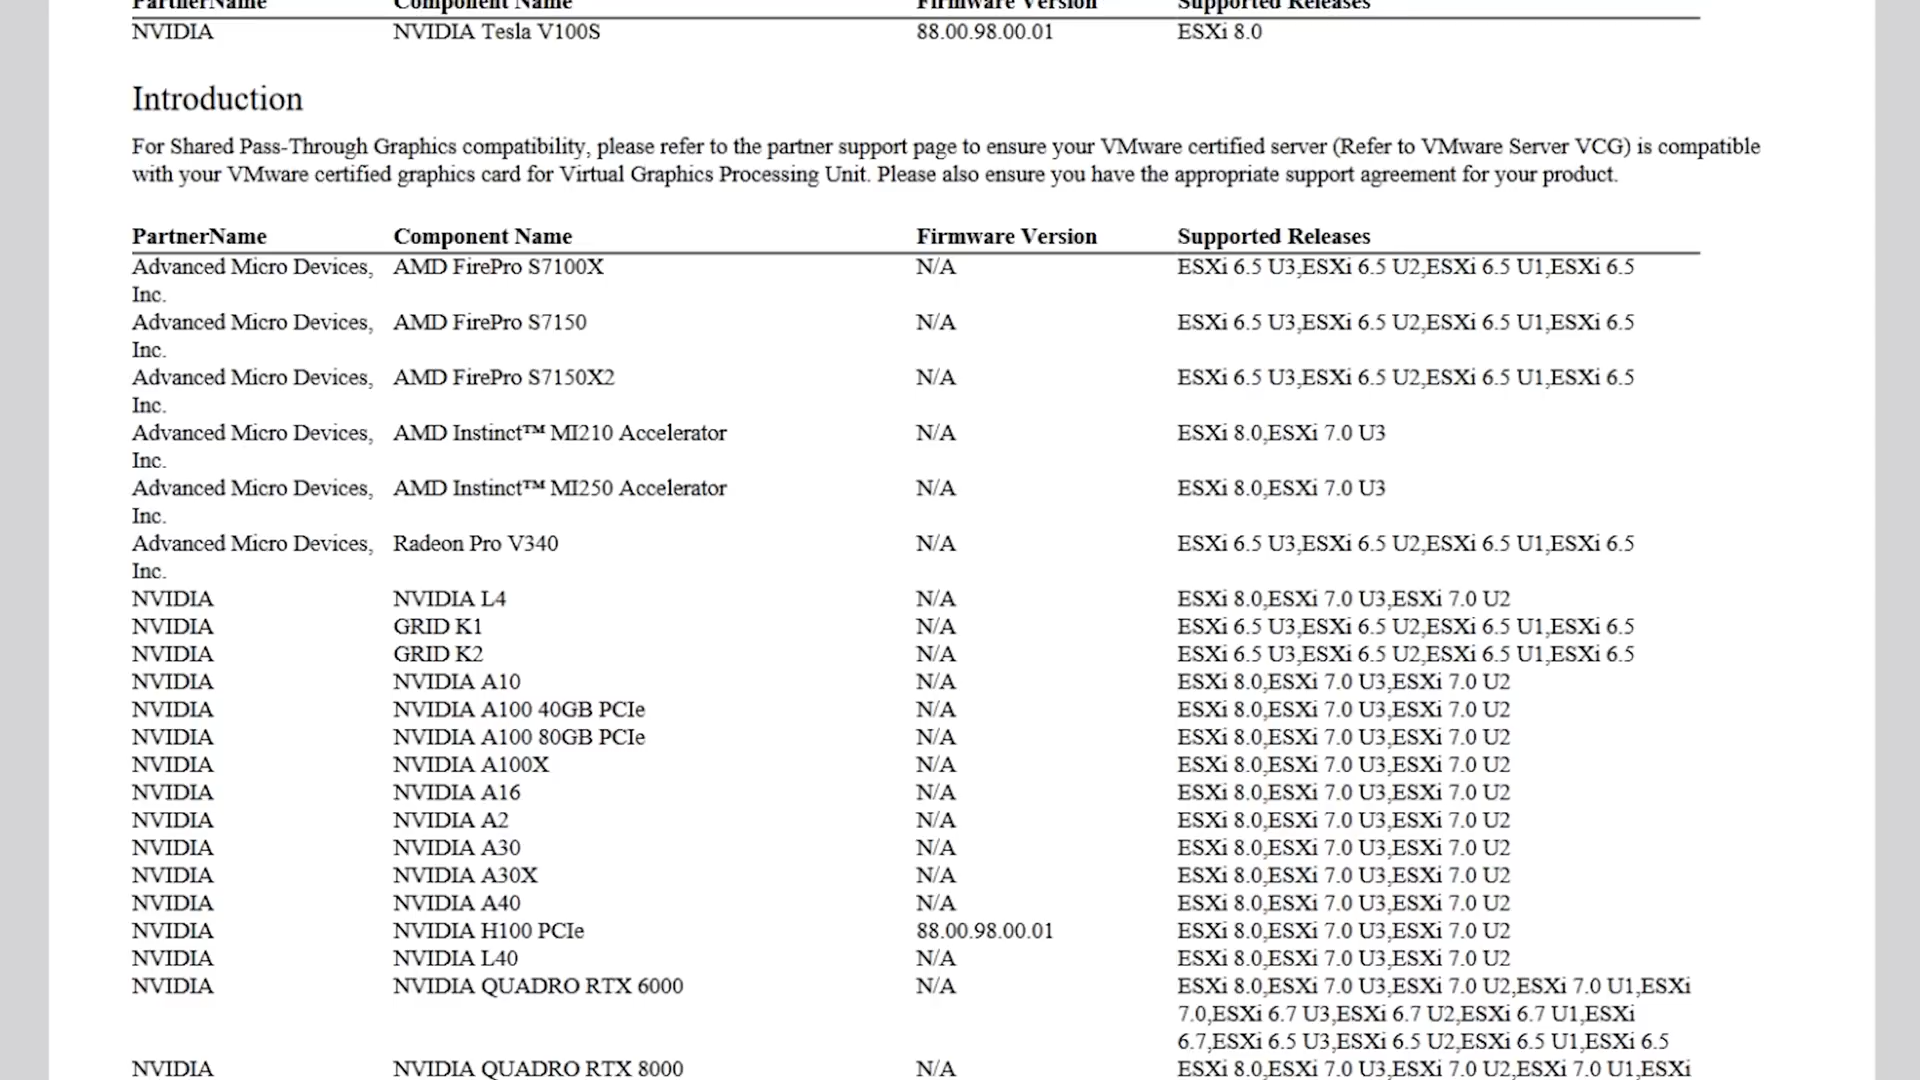 PartnerName Component Name Firmware Version Supported Releases
NVIDIA NVIDIA Tesla V100S 88.00.98.00.01 ESXi 8.0
Introduction
For Shared Pass-Through Graphics compatibility, please refer to the partner support page to ensure your VMware certified server (Refer to VMware Server VCG) is compatible
with your VMware certified graphics card for Virtual Graphics Processing Unit. Please also ensure you have the appropriate support agreement for your product.
PartnerName Component Name Firmware Version Supported Releases
Advanced Micro Devices, AMD FirePro S7100X N/A ESXi 6.5 U3,ESXi 6.5 U2,ESXi 6.5 U1,ESXi 6.5
Inc.
Advanced Micro Devices, AMD FirePro S7150 N/A ESXi 6.5 U3,ESXi 6.5 U2,ESXi 6.5 U1,ESXi 6.5
Inc.
Advanced Micro Devices, AMD FirePro S7150X2 N/A ESXi 6.5 U3,ESXi 6.5 U2,ESXi 6.5 U1,ESXi 6.5
Inc.
Advanced Micro Devices, AMD Instinct™ MI210 Accelerator N/A ESXi 8.0,ESXi 7.0 U3
Inc.
Advanced Micro Devices, AMD Instinct™ MI250 Accelerator N/A ESXi 8.0,ESXi 7.0 U3
Inc.
Advanced Micro Devices, Radeon Pro V340 N/A ESXi 6.5 U3,ESXi 6.5 U2,ESXi 6.5 U1,ESXi 6.5
Inc.
NVIDIA NVIDIA L4 N/A ESXi 8.0,ESXi 7.0 U3,ESXi 7.0 U2
NVIDIA GRID K1 N/A ESXi 6.5 U3,ESXi 6.5 U2,ESXi 6.5 U1,ESXi 6.5
NVIDIA GRID K2 N/A ESXi 6.5 U3,ESXi 6.5 U2,ESXi 6.5 U1,ESXi 6.5
NVIDIA NVIDIA A10 N/A ESXi 8.0,ESXi 7.0 U3,ESXi 7.0 U2
NVIDIA NVIDIA A100 40GB PCIe N/A ESXi 8.0,ESXi 7.0 U3,ESXi 7.0 U2
NVIDIA NVIDIA A100 80GB PCIe N/A ESXi 8.0,ESXi 7.0 U3,ESXi 7.0 U2
NVIDIA NVIDIA A100X N/A ESXi 8.0,ESXi 7.0 U3,ESXi 7.0 U2
NVIDIA NVIDIA A16 N/A ESXi 8.0,ESXi 7.0 U3,ESXi 7.0 U2
NVIDIA NVIDIA A2 N/A ESXi 8.0,ESXi 7.0 U3,ESXi 7.0 U2
NVIDIA NVIDIA A30 N/A ESXi 8.0,ESXi 7.0 U3,ESXi 7.0 U2
NVIDIA NVIDIA A30X N/A ESXi 8.0,ESXi 7.0 U3,ESXi 7.0 U2
NVIDIA NVIDIA A40 N/A ESXi 8.0,ESXi 7.0 U3,ESXi 7.0 U2
NVIDIA NVIDIA H100 PCIe 88.00.98.00.01 ESXi 8.0,ESXi 7.0 U3,ESXi 7.0 U2
NVIDIA NVIDIA L40 N/A ESXi 8.0,ESXi 7.0 U3,ESXi 7.0 U2
NVIDIA NVIDIA QUADRO RTX 6000 N/A ESXi 8.0,ESXi 7.0 U3,ESXi 7.0 U2,ESXi 7.0 U1,ESXi
7.0,ESXi 6.7 U3,ESXi 6.7 U2,ESXi 6.7 U1,ESXi
6.7,ESXi 6.5 U3,ESXi 6.5 U2,ESXi 6.5 U1,ESXi 6.5
NVIDIA NVIDIA QUADRO RTX 8000 N/A ESXi 8.0,ESXi 7.0 U3,ESXi 7.0 U2,ESXi 7.0 U1,ESXi